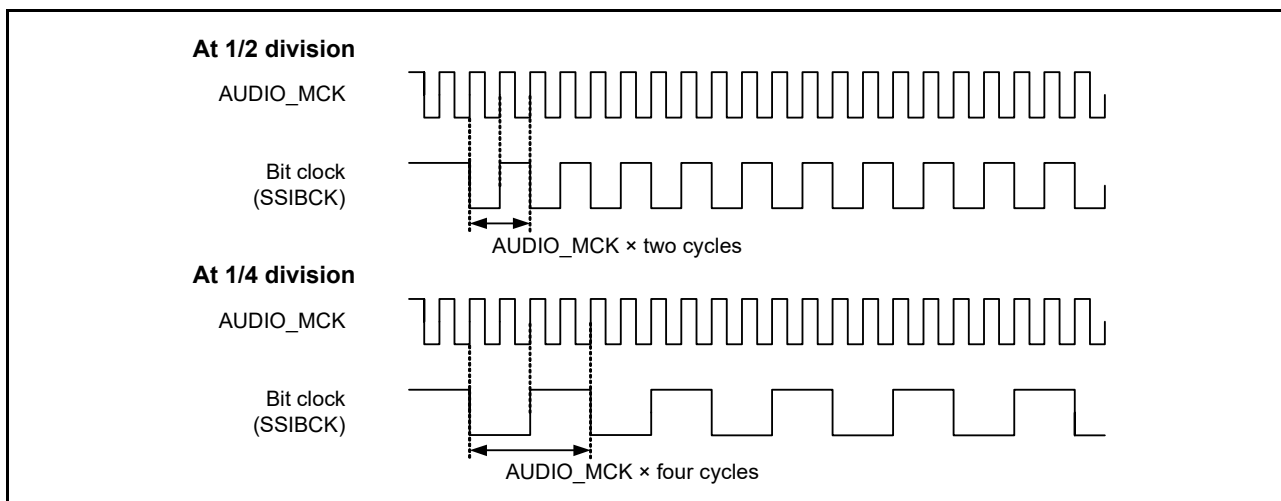 At 1/2 division
AUDIO_MCK
Bit clock
(SSIBCK)
AUDIO_MCK × two cycles
At 1/4 division
AUDIO_MCK
Bit clock
(SSIBCK)
AUDIO_MCK × four cycles